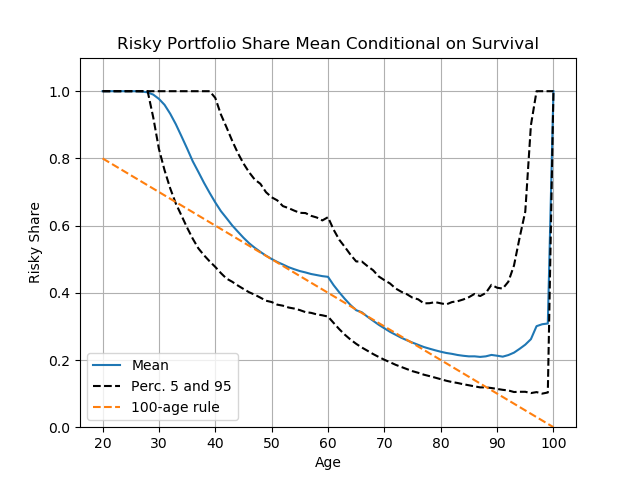 Risky Portfolio Share Mean Conditional on Survival
Risky Share
1.0
0.8
0.6
0.4
0.2
0.0
Mean
Perc. 5 and 95
100-age rule
20 30 40 50 60 70 80 90 100
Age